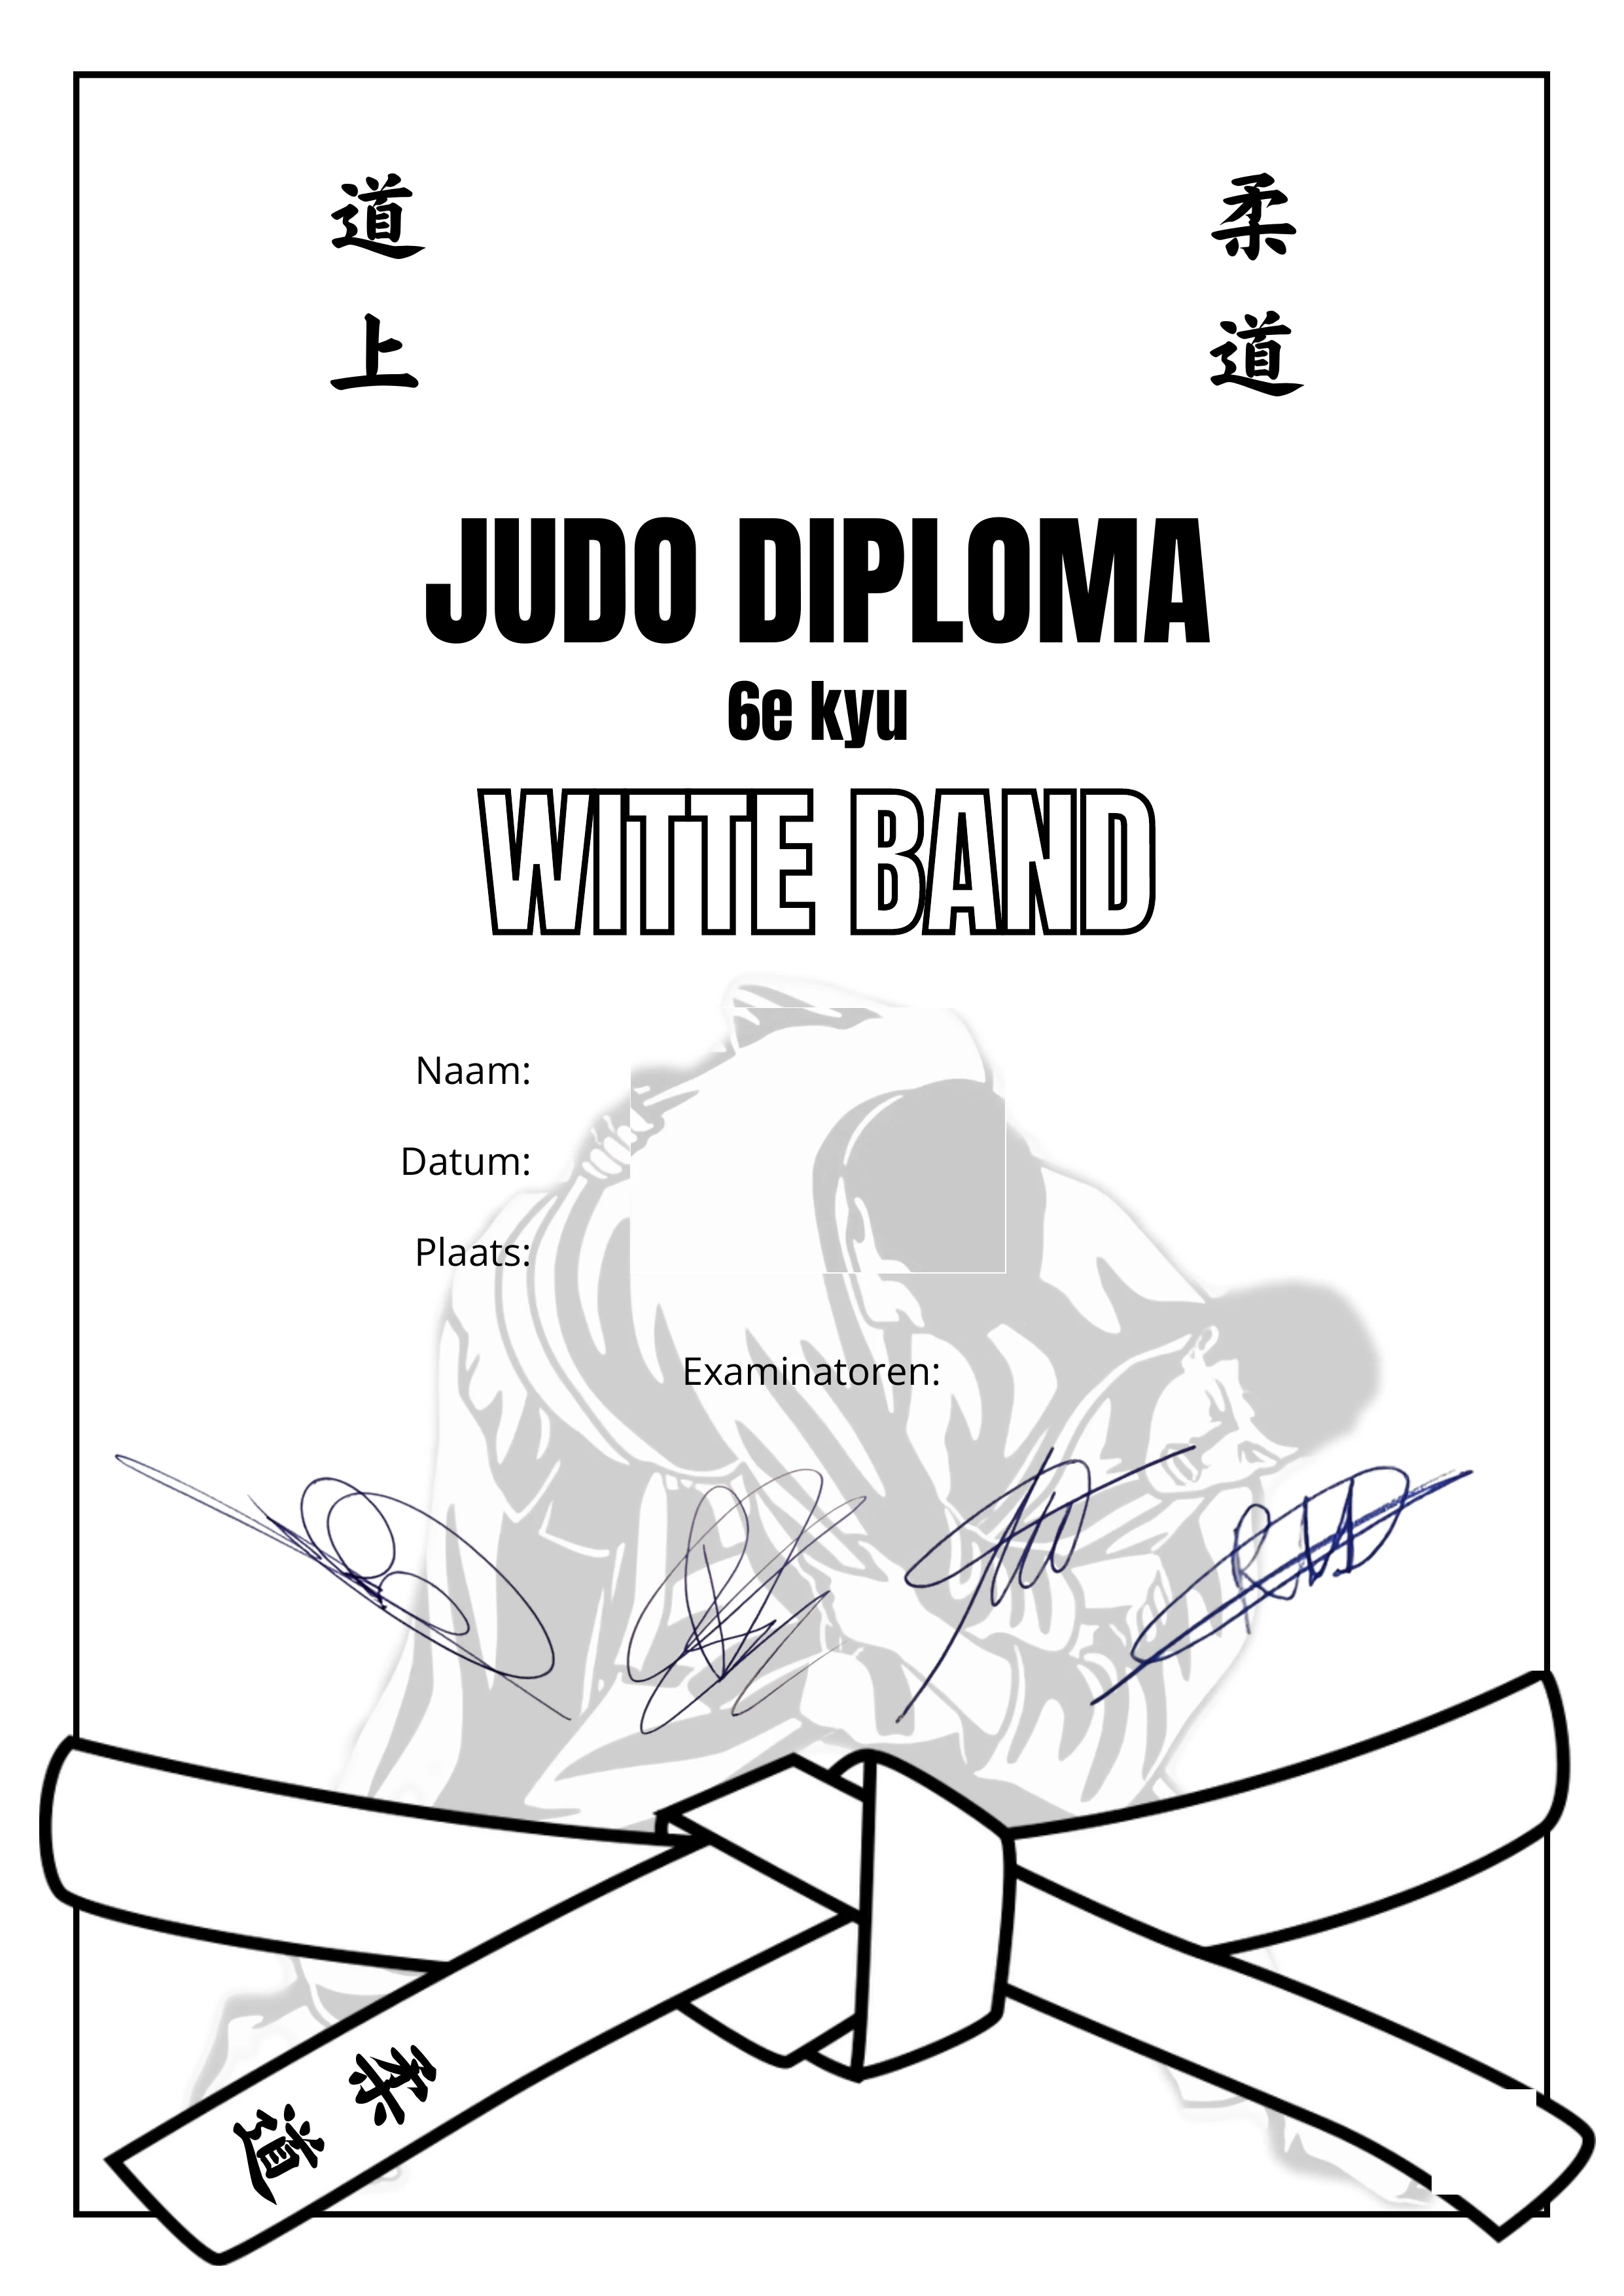 道上
柔道
JUDO DIPLOMA
6e kyu
WITTE BAND
Naam:
Datum:
Plaats:
Examinatoren:
柔道